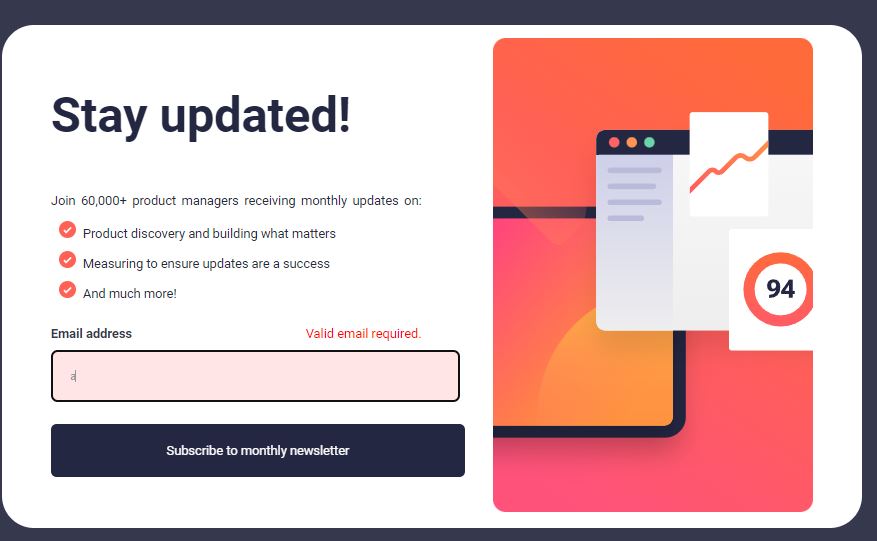 Stay updated!
Join 60,000+ product managers receiving monthly updates on:
Product discovery and building what matters
Measuring to ensure updates are a success
And much more!
Email address Valid email required.
a
Subscribe to monthly newsletter
94